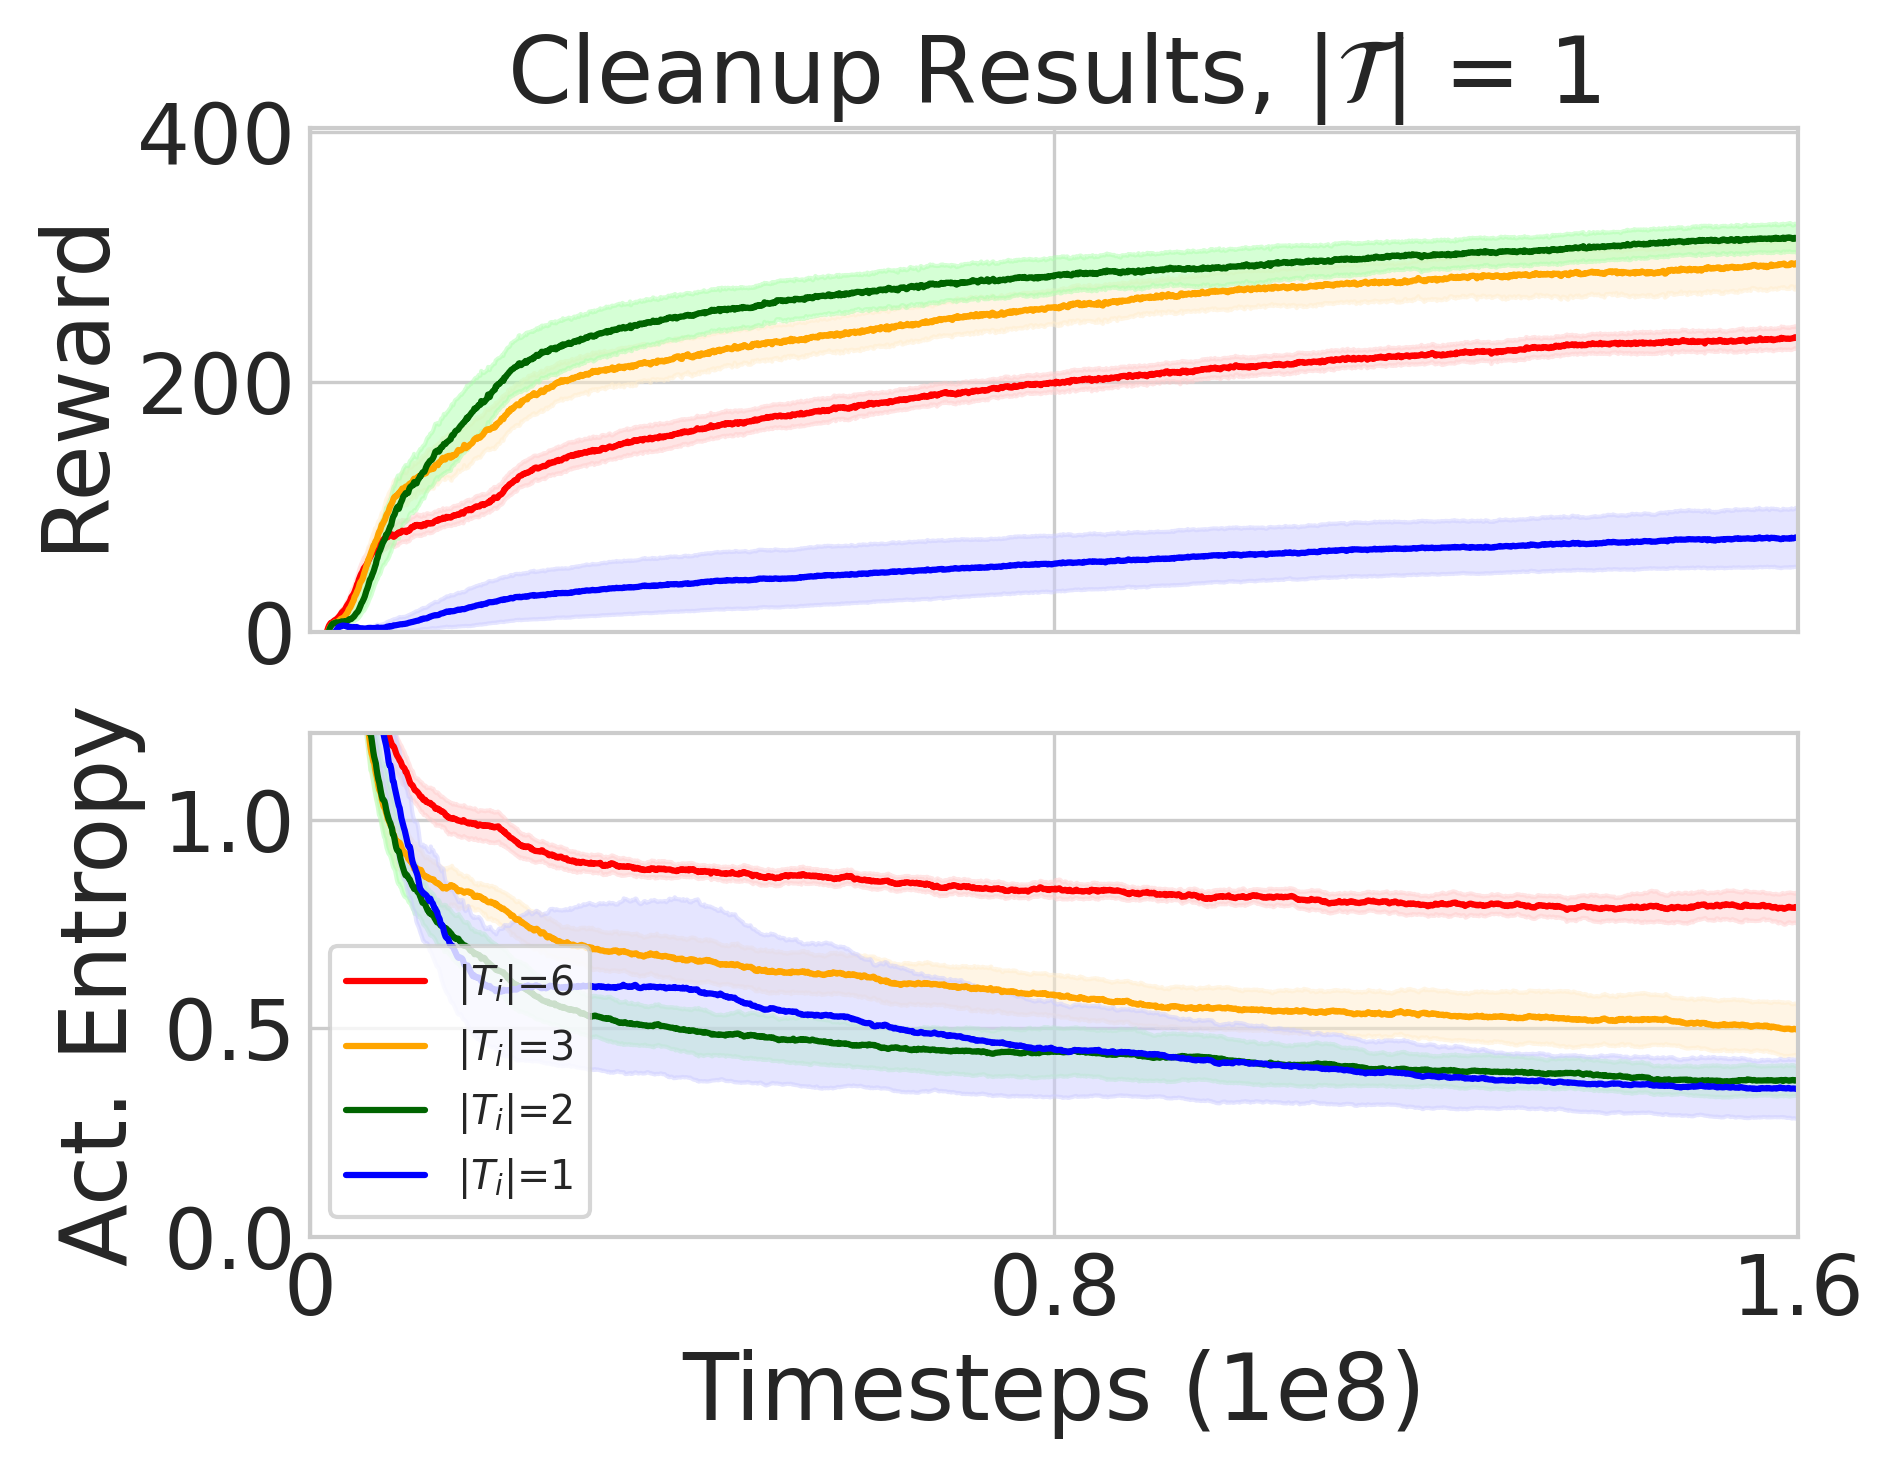 Cleanup Results, |𝒯| = 1
400
200
0
Reward
1.0
0.5
0.0
Act. Entropy
|T_i|=6
|T_i|=3
|T_i|=2
|T_i|=1
0 0.8 1.6
Timesteps (1e8)